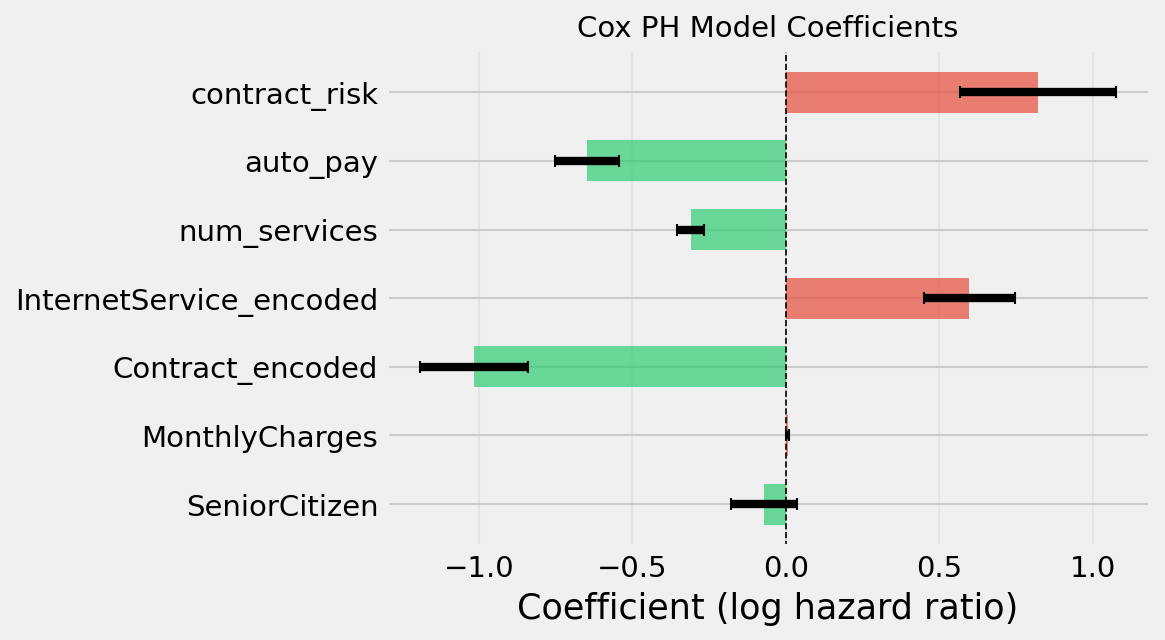 Cox PH Model Coefficients
contract_risk
auto_pay
num_services
InternetService_encoded
Contract_encoded
MonthlyCharges
SeniorCitizen
−1.0 −0.5 0.0 0.5 1.0
Coefficient (log hazard ratio)